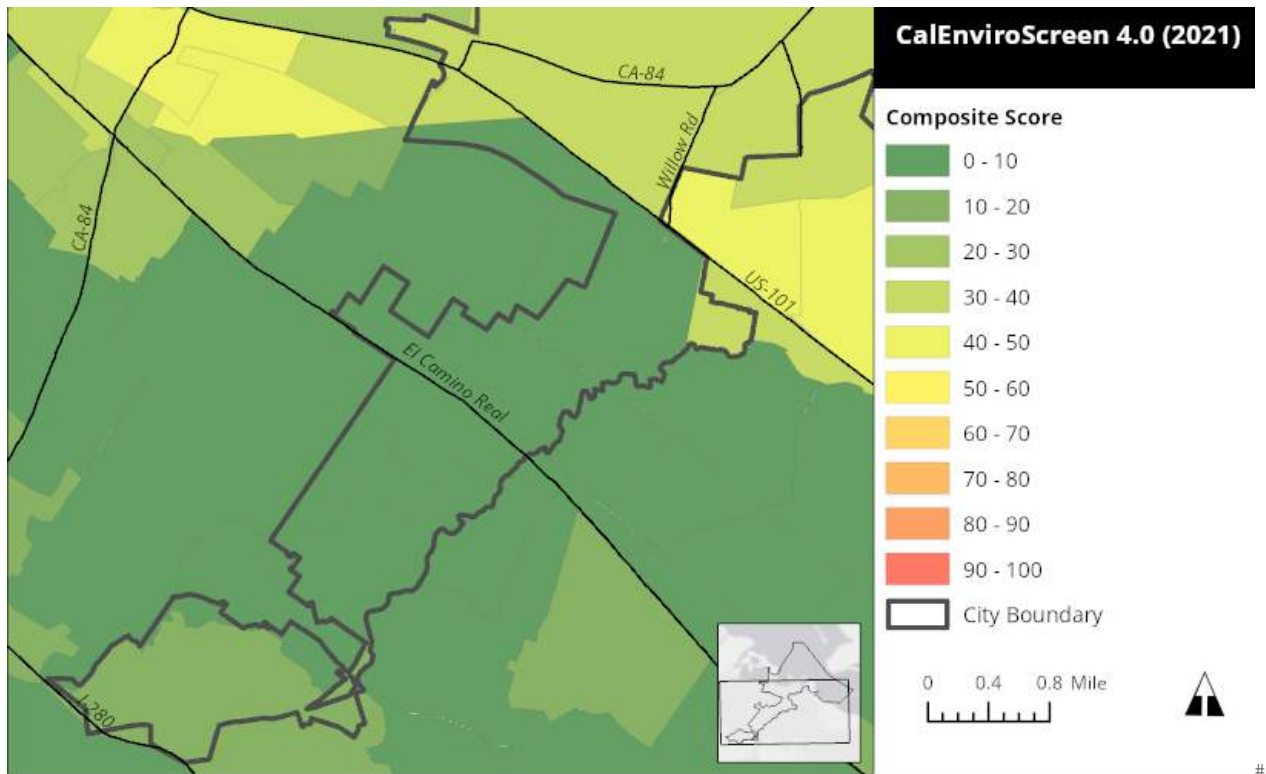 CalEnviroScreen 4.0 (2021)
Composite Score
0 - 10
10 - 20
20 - 30
30 - 40
40 - 50
50 - 60
60 - 70
70 - 80
80 - 90
90 - 100
City Boundary
0 0.4 0.8 Mile
CA-84
Willow Rd
CA-84
US-101
El Camino Real
I-280
#